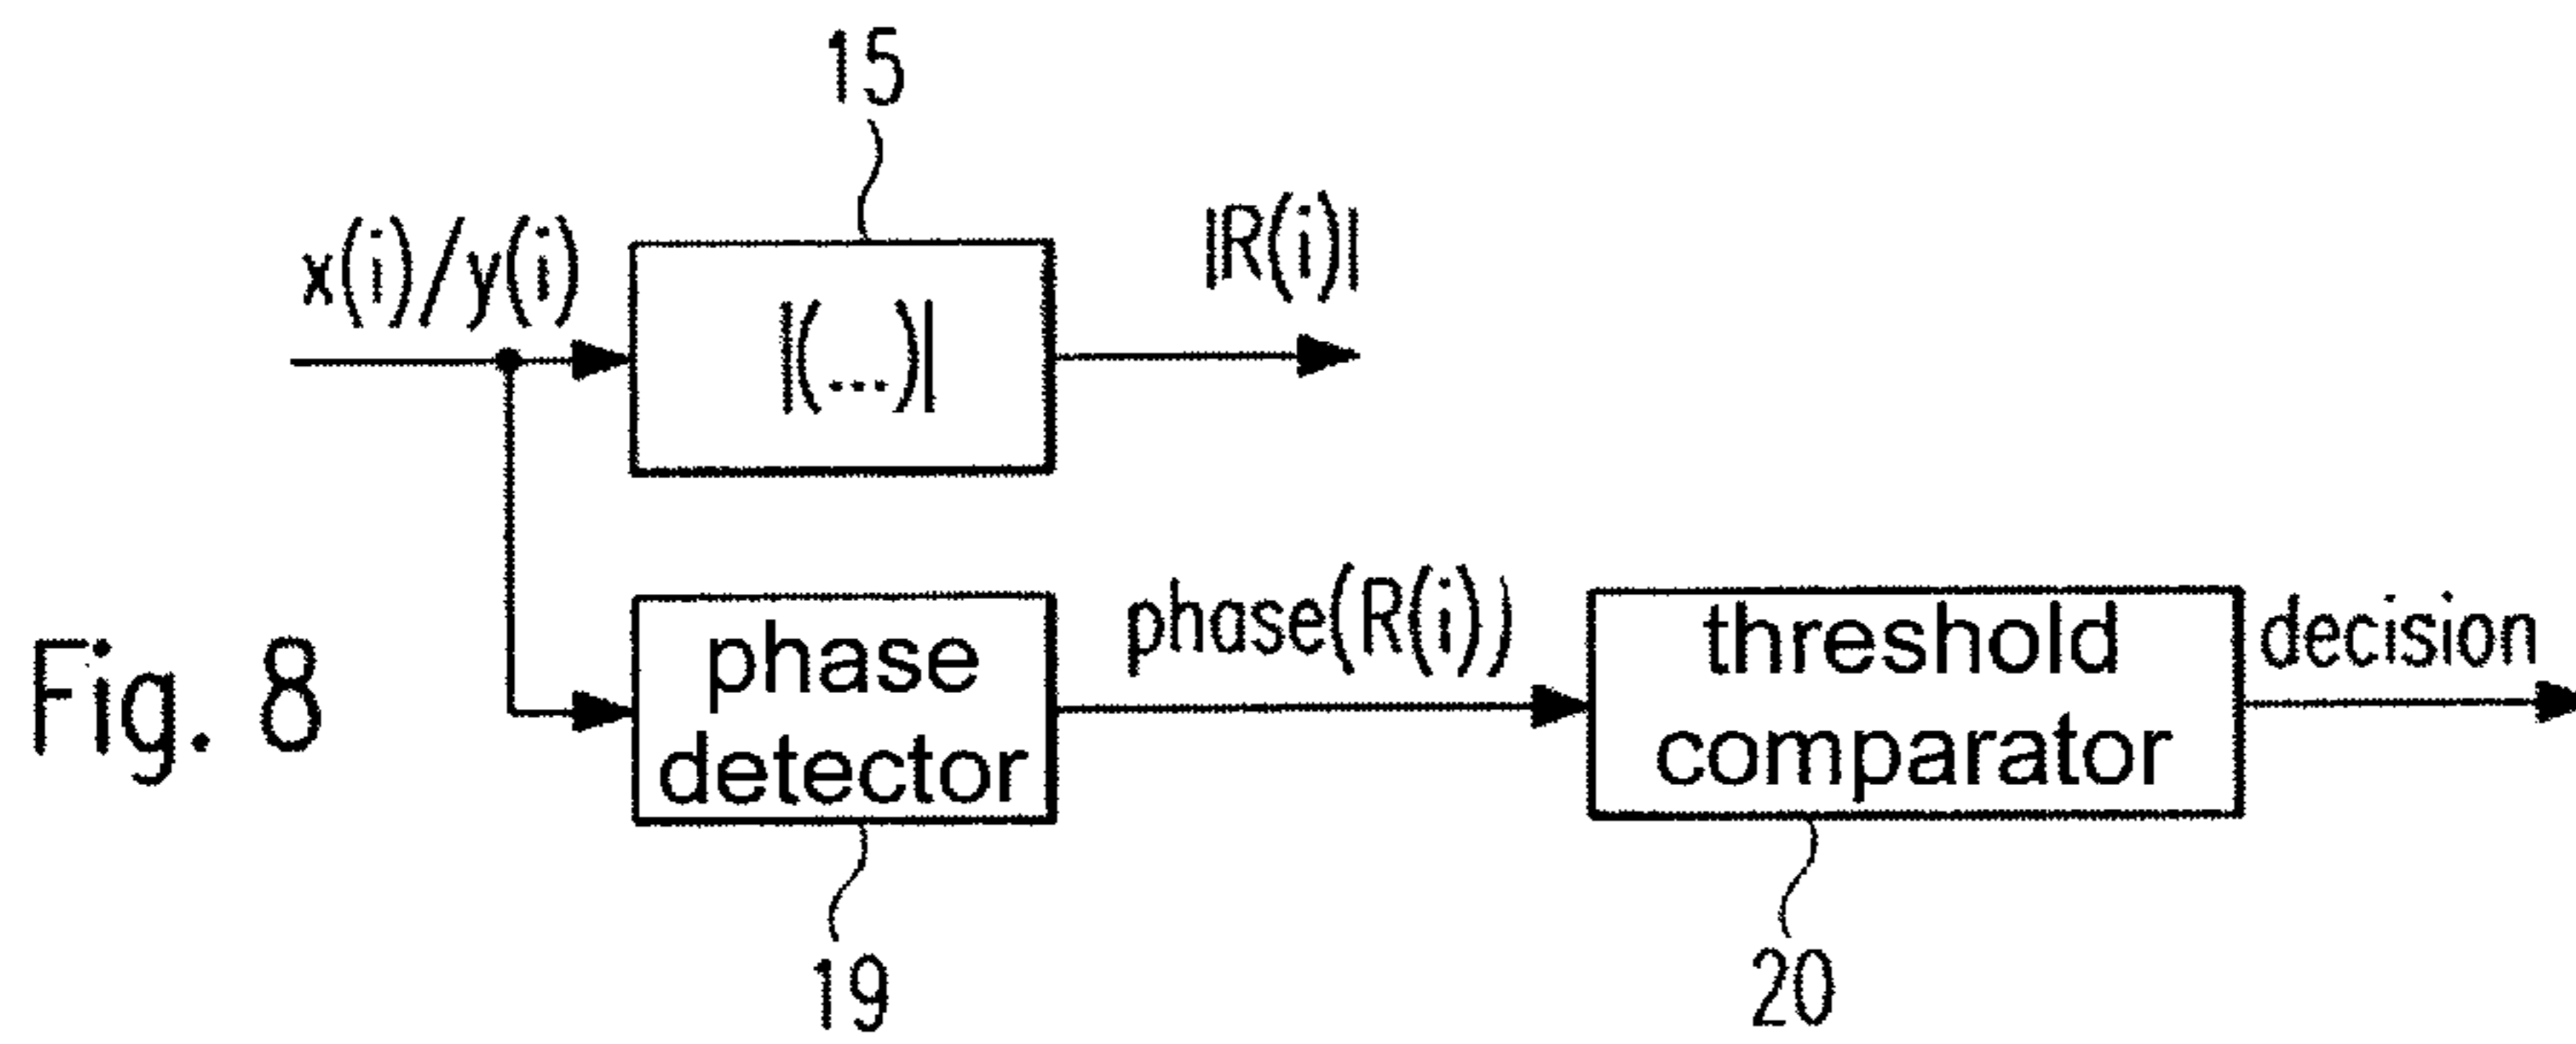 15
x(i)/y(i)
|(...)|
|R(i)|
phase
detector
phase(R(i))
threshold
comparator
decision
Fig. 8
19
20